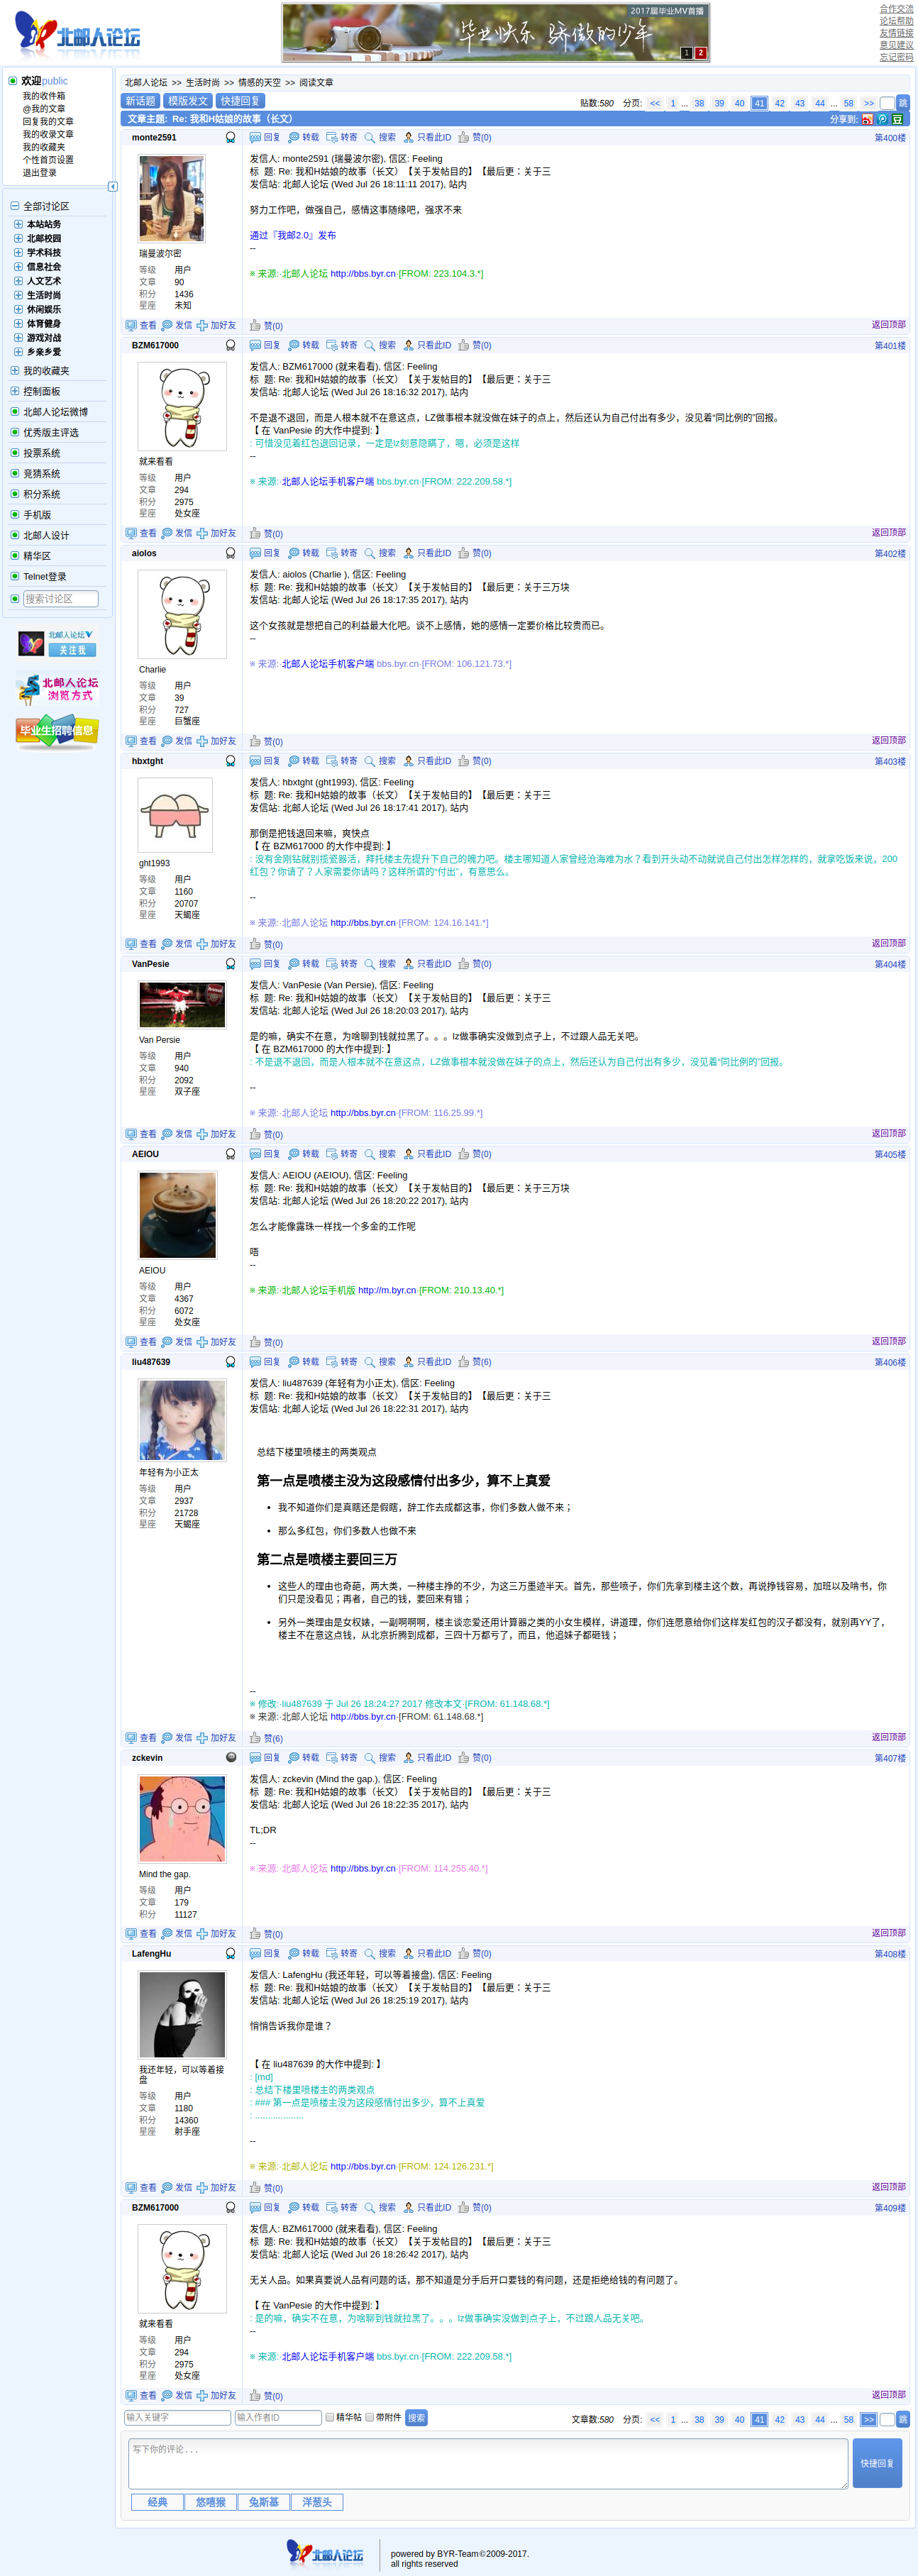 北邮人论坛
2017届毕业MV首播
毕业快乐 骄傲的少年
1 2
合作交流
论坛帮助
友情链接
意见建议
忘记密码
欢迎public
我的收件箱
@我的文章
回复我的文章
我的收录文章
我的收藏夹
个性首页设置
退出登录
全部讨论区
本站站务
北邮校园
学术科技
信息社会
人文艺术
生活时尚
休闲娱乐
体育健身
游戏对战
乡亲乡爱
我的收藏夹
控制面板
北邮人论坛微博
优秀版主评选
投票系统
竞猜系统
积分系统
手机版
北邮人设计
精华区
Telnet登录
搜索讨论区
北邮人论坛
关注我
北邮人论坛
浏览方式
毕业生招聘信息
北邮人论坛 >> 生活时尚 >> 情感的天空 >> 阅读文章
新话题 模版发文 快捷回复
贴数:580 分页: << 1 ... 38 39 40 41 42 43 44 ... 58 >> 跳
文章主题: Re: 我和H姑娘的故事（长文）
分享到:
monte2591
回复 转载 转寄 搜索 只看此ID 赞(0) 第400楼
瑞曼波尔密
等级 用户
文章 90
积分 1436
星座 未知
发信人: monte2591 (瑞曼波尔密), 信区: Feeling
标 题: Re: 我和H姑娘的故事（长文）【关于发帖目的】【最后更：关于三
发信站: 北邮人论坛 (Wed Jul 26 18:11:11 2017), 站内
努力工作吧，做强自己，感情这事随缘吧，强求不来
通过『我邮2.0』发布
--
※ 来源:·北邮人论坛 http://bbs.byr.cn·[FROM: 223.104.3.*]
查看 发信 加好友 赞(0) 返回顶部
BZM617000
回复 转载 转寄 搜索 只看此ID 赞(0) 第401楼
就来看看
等级 用户
文章 294
积分 2975
星座 处女座
发信人: BZM617000 (就来看看), 信区: Feeling
标 题: Re: 我和H姑娘的故事（长文）【关于发帖目的】【最后更：关于三
发信站: 北邮人论坛 (Wed Jul 26 18:16:32 2017), 站内
不是退不退回，而是人根本就不在意这点，LZ做事根本就没做在妹子的点上，然后还认为自己付出有多少，没见着“同比例的”回报。
【 在 VanPesie 的大作中提到: 】
: 可惜没见着红包退回记录，一定是lz刻意隐瞒了，嗯，必须是这样
--
※ 来源:·北邮人论坛手机客户端 bbs.byr.cn·[FROM: 222.209.58.*]
查看 发信 加好友 赞(0) 返回顶部
aiolos
回复 转载 转寄 搜索 只看此ID 赞(0) 第402楼
Charlie
等级 用户
文章 39
积分 727
星座 巨蟹座
发信人: aiolos (Charlie ), 信区: Feeling
标 题: Re: 我和H姑娘的故事（长文）【关于发帖目的】【最后更：关于三万块
发信站: 北邮人论坛 (Wed Jul 26 18:17:35 2017), 站内
这个女孩就是想把自己的利益最大化吧。谈不上感情，她的感情一定要价格比较贵而已。
--
※ 来源:·北邮人论坛手机客户端 bbs.byr.cn·[FROM: 106.121.73.*]
查看 发信 加好友 赞(0) 返回顶部
hbxtght
回复 转载 转寄 搜索 只看此ID 赞(0) 第403楼
ght1993
等级 用户
文章 1160
积分 20707
星座 天蝎座
发信人: hbxtght (ght1993), 信区: Feeling
标 题: Re: 我和H姑娘的故事（长文）【关于发帖目的】【最后更：关于三
发信站: 北邮人论坛 (Wed Jul 26 18:17:41 2017), 站内
那倒是把钱退回来嘛，爽快点
【 在 BZM617000 的大作中提到: 】
: 没有金刚钻就别揽瓷器活，拜托楼主先提升下自己的魄力吧。楼主哪知道人家曾经沧海难为水？看到开头动不动就说自己付出怎样怎样的，就拿吃饭来说，200
红包？你请了？人家需要你请吗？这样所谓的“付出”，有意思么。
--
※ 来源:·北邮人论坛 http://bbs.byr.cn·[FROM: 124.16.141.*]
查看 发信 加好友 赞(0) 返回顶部
VanPesie
回复 转载 转寄 搜索 只看此ID 赞(0) 第404楼
Van Persie
等级 用户
文章 940
积分 2092
星座 双子座
发信人: VanPesie (Van Persie), 信区: Feeling
标 题: Re: 我和H姑娘的故事（长文）【关于发帖目的】【最后更：关于三
发信站: 北邮人论坛 (Wed Jul 26 18:20:03 2017), 站内
是的嘛，确实不在意，为啥聊到钱就拉黑了。。。lz做事确实没做到点子上，不过跟人品无关吧。
【 在 BZM617000 的大作中提到: 】
: 不是退不退回，而是人根本就不在意这点，LZ做事根本就没做在妹子的点上，然后还认为自己付出有多少，没见着“同比例的”回报。
--
※ 来源:·北邮人论坛 http://bbs.byr.cn·[FROM: 116.25.99.*]
查看 发信 加好友 赞(0) 返回顶部
AEIOU
回复 转载 转寄 搜索 只看此ID 赞(0) 第405楼
AEIOU
等级 用户
文章 4367
积分 6072
星座 处女座
发信人: AEIOU (AEIOU), 信区: Feeling
标 题: Re: 我和H姑娘的故事（长文）【关于发帖目的】【最后更：关于三万块
发信站: 北邮人论坛 (Wed Jul 26 18:20:22 2017), 站内
怎么才能像露珠一样找一个多金的工作呢
唔
--
※ 来源:·北邮人论坛手机版 http://m.byr.cn·[FROM: 210.13.40.*]
查看 发信 加好友 赞(0) 返回顶部
liu487639
回复 转载 转寄 搜索 只看此ID 赞(6) 第406楼
年轻有为小正太
等级 用户
文章 2937
积分 21728
星座 天蝎座
发信人: liu487639 (年轻有为小正太), 信区: Feeling
标 题: Re: 我和H姑娘的故事（长文）【关于发帖目的】【最后更：关于三
发信站: 北邮人论坛 (Wed Jul 26 18:22:31 2017), 站内
总结下楼里喷楼主的两类观点
第一点是喷楼主没为这段感情付出多少，算不上真爱
• 我不知道你们是真瞎还是假瞎，辞工作去成都这事，你们多数人做不来；
• 那么多红包，你们多数人也做不来
第二点是喷楼主要回三万
• 这些人的理由也奇葩，两大类，一种楼主挣的不少，为这三万墨迹半天。首先，那些喷子，你们先拿到楼主这个数，再说挣钱容易，加班以及啃书，你
们只是没看见；再者，自己的钱，要回来有错；
• 另外一类理由是女权婊，一副啊啊啊，楼主谈恋爱还用计算器之类的小女生模样，讲道理，你们连愿意给你们这样发红包的汉子都没有，就别再YY了，
楼主不在意这点钱，从北京折腾到成都，三四十万都亏了，而且，他追妹子都砸钱；
--
※ 修改:·liu487639 于 Jul 26 18:24:27 2017 修改本文·[FROM: 61.148.68.*]
※ 来源:·北邮人论坛 http://bbs.byr.cn·[FROM: 61.148.68.*]
查看 发信 加好友 赞(6) 返回顶部
zckevin
回复 转载 转寄 搜索 只看此ID 赞(0) 第407楼
Mind the gap.
等级 用户
文章 179
积分 11127
发信人: zckevin (Mind the gap.), 信区: Feeling
标 题: Re: 我和H姑娘的故事（长文）【关于发帖目的】【最后更：关于三
发信站: 北邮人论坛 (Wed Jul 26 18:22:35 2017), 站内
TL;DR
--
※ 来源:·北邮人论坛 http://bbs.byr.cn·[FROM: 114.255.40.*]
查看 发信 加好友 赞(0) 返回顶部
LafengHu
回复 转载 转寄 搜索 只看此ID 赞(0) 第408楼
我还年轻，可以等着接
盘
等级 用户
文章 1180
积分 14360
星座 射手座
发信人: LafengHu (我还年轻，可以等着接盘), 信区: Feeling
标 题: Re: 我和H姑娘的故事（长文）【关于发帖目的】【最后更：关于三
发信站: 北邮人论坛 (Wed Jul 26 18:25:19 2017), 站内
悄悄告诉我你是谁？
【 在 liu487639 的大作中提到: 】
: [md]
: 总结下楼里喷楼主的两类观点
: ### 第一点是喷楼主没为这段感情付出多少，算不上真爱
: ...................
--
※ 来源:·北邮人论坛 http://bbs.byr.cn·[FROM: 124.126.231.*]
查看 发信 加好友 赞(0) 返回顶部
BZM617000
回复 转载 转寄 搜索 只看此ID 赞(0) 第409楼
就来看看
等级 用户
文章 294
积分 2975
星座 处女座
发信人: BZM617000 (就来看看), 信区: Feeling
标 题: Re: 我和H姑娘的故事（长文）【关于发帖目的】【最后更：关于三
发信站: 北邮人论坛 (Wed Jul 26 18:26:42 2017), 站内
无关人品。如果真要说人品有问题的话，那不知道是分手后开口要钱的有问题，还是拒绝给钱的有问题了。
【 在 VanPesie 的大作中提到: 】
: 是的嘛，确实不在意，为啥聊到钱就拉黑了。。。lz做事确实没做到点子上，不过跟人品无关吧。
--
※ 来源:·北邮人论坛手机客户端 bbs.byr.cn·[FROM: 222.209.58.*]
查看 发信 加好友 赞(0) 返回顶部
输入关键字 输入作者ID 精华帖 带附件 搜索
文章数:580 分页: << 1 ... 38 39 40 41 42 43 44 ... 58 >> 跳
写下你的评论...
快捷回复
经典 悠嘻猴 兔斯基 洋葱头
北邮人论坛
powered by BYR-Team©2009-2017.
all rights reserved